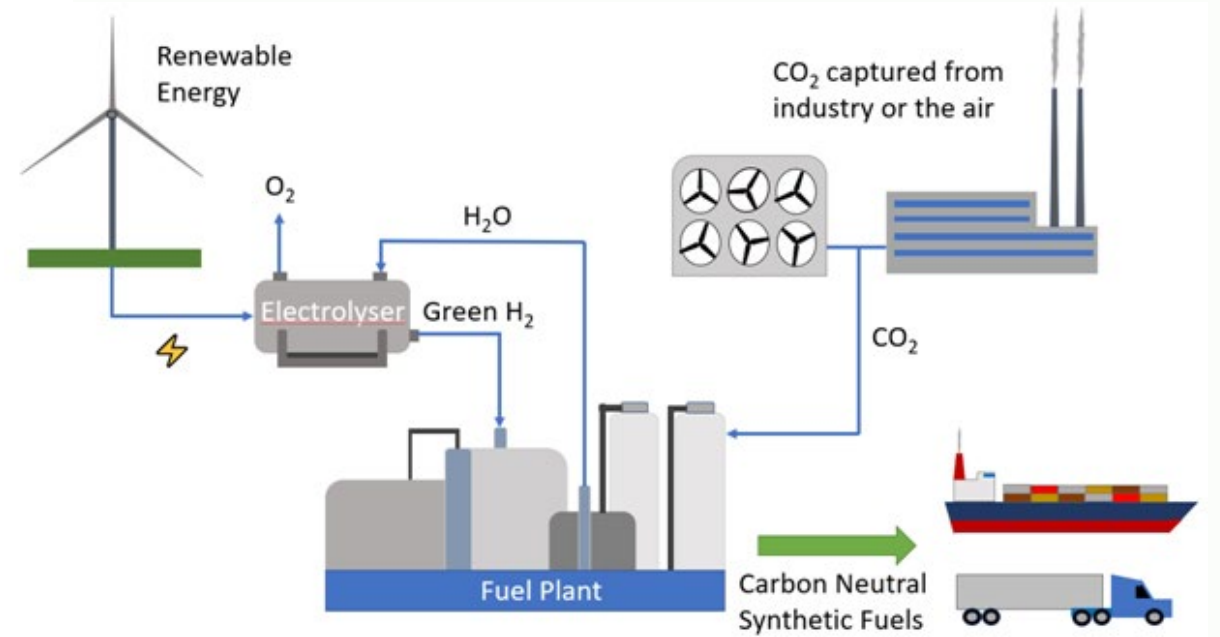 Renewable
Energy
CO₂ captured from
industry or the air
O₂
H₂O
Electrolyser
Green H₂
CO₂
Fuel Plant
Carbon Neutral
Synthetic Fuels